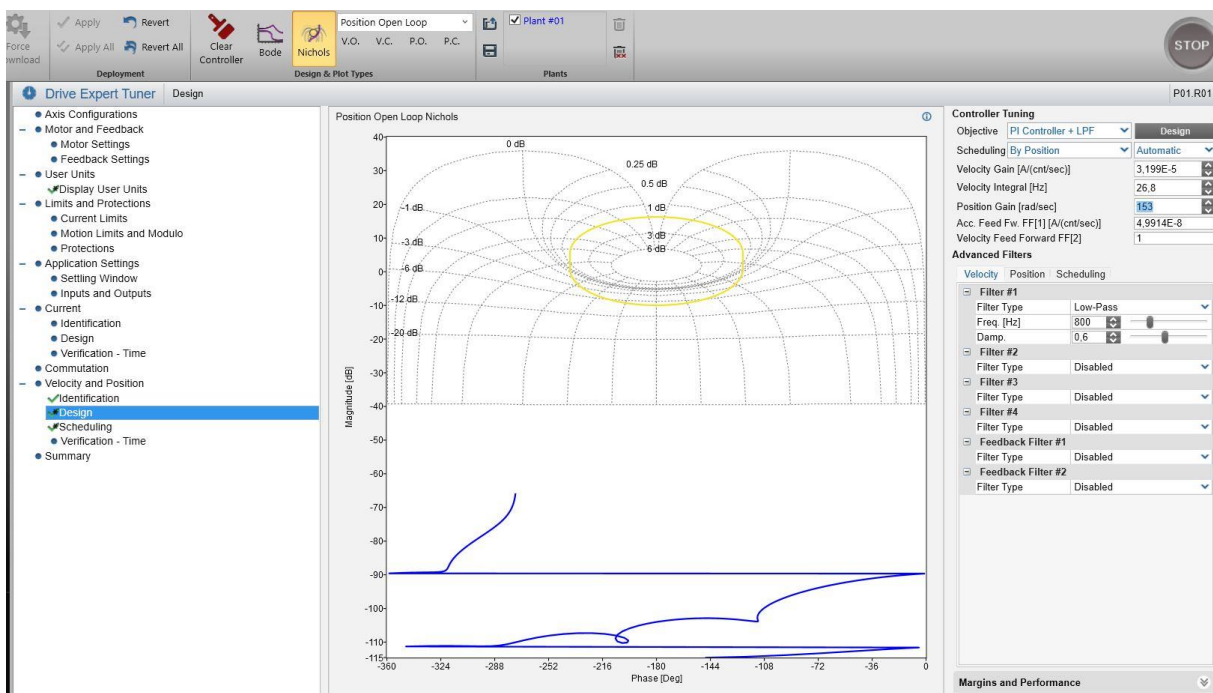 Apply
Revert
Position Open Loop
Plant #01
Force
Apply All
Revert All
Clear
Controller
Bode
Nichols
V.O. V.C. P.O. P.C.
STOP
Deployment
Design & Plot Types
Plants
Drive Expert Tuner
Design
P01.R01
Axis Configurations
Motor and Feedback
Motor Settings
Feedback Settings
User Units
Display User Units
Limits and Protections
Current Limits
Motion Limits and Modulo
Protections
Application Settings
Settling Window
Inputs and Outputs
Current
Identification
Design
Verification - Time
Commutation
Velocity and Position
Identification
Design
Scheduling
Verification - Time
Summary
Position Open Loop Nichols
40
30
20
10
0
-10
-20
-30
-40
-50
-60
-70
-80
-90
-100
-110
-115
Magnitude [dB]
0 dB
0.25 dB
0.5 dB
1 dB
3 dB
6 dB
-1 dB
-3 dB
-6 dB
-12 dB
-20 dB
-360 -324 -288 -252 -216 -180 -144 -108 -72 -36 0
Phase [Deg]
Controller Tuning
Objective PI Controller + LPF Design
Scheduling By Position Automatic
Velocity Gain [A/(cnt/sec)] 3,199E-5
Velocity Integral [Hz] 26,8
Position Gain [rad/sec] 153
Acc. Feed Fw. FF[1] [A/(cnt/sec)] 4,9914E-8
Velocity Feed Forward FF[2] 1
Advanced Filters
Velocity Position Scheduling
Filter #1
Filter Type Low-Pass
Freq. [Hz] 800
Damp. 0,6
Filter #2
Filter Type Disabled
Filter #3
Filter Type Disabled
Filter #4
Filter Type Disabled
Feedback Filter #1
Filter Type Disabled
Feedback Filter #2
Filter Type Disabled
Margins and Performance